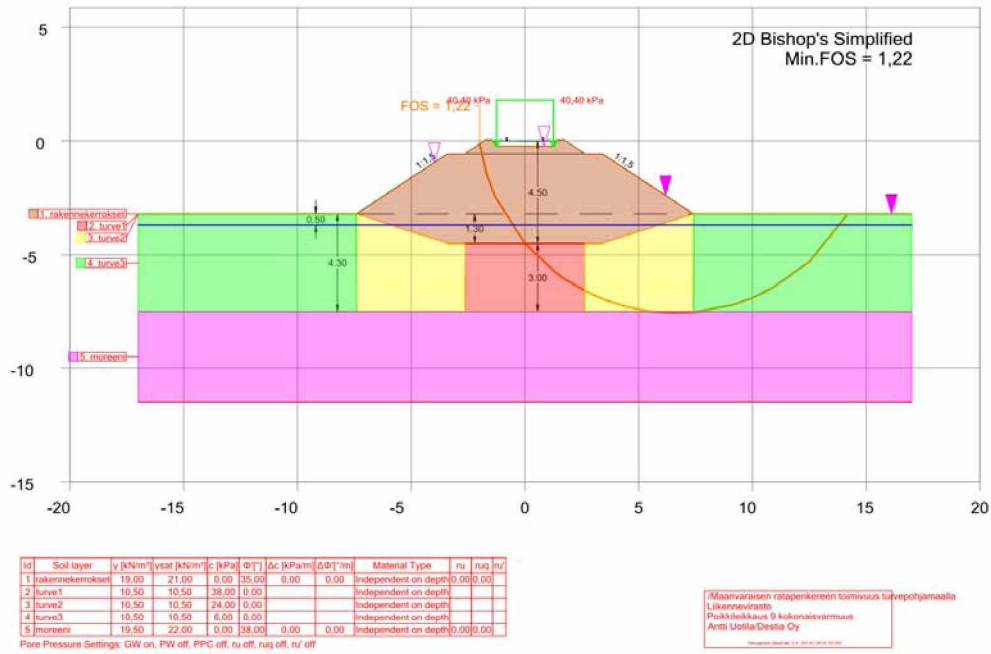 5
0
-5
-10
-15
-20
-15
-10
-5
0
5
10
15
20
2D Bishop's Simplified
Min.FOS = 1,22
FOS = 1,22
40,40 kPa
40,40 kPa
1:1,5
1:1,5
4.50
1.30
3.00
0.50
4.30
1. rakennekerrokset
2. turve1
3. turve2
4. turve3
5. moreeni
Id Soil layer γ [kN/m³] γsat [kN/m³] c [kPa] Φ[°] Δc [kPa/m] ΔΦ[°/m] Material Type ru ruq ru'
1 rakennekerrokset 19,00 21,00 0,00 35,00 0,00 0,00 Independent on depth 0,00 0,00
2 turve1 10,50 10,50 38,00 0,00 Independent on depth
3 turve2 10,50 10,50 24,00 0,00 Independent on depth
4 turve3 10,50 10,50 6,00 0,00 Independent on depth
5 moreeni 19,50 22,00 0,00 38,00 0,00 0,00 Independent on depth 0,00 0,00
Pore Pressure Settings: GW on, PW off, PPC off, ru off, ruq off, ru' off
/Maanvaraisen ratapenkereen toimivuus turvepohjamaalla
Liikennevirasto
Poikkileikkaus 9 kokonaisvarmuus
Antti Uotila/Destia Oy